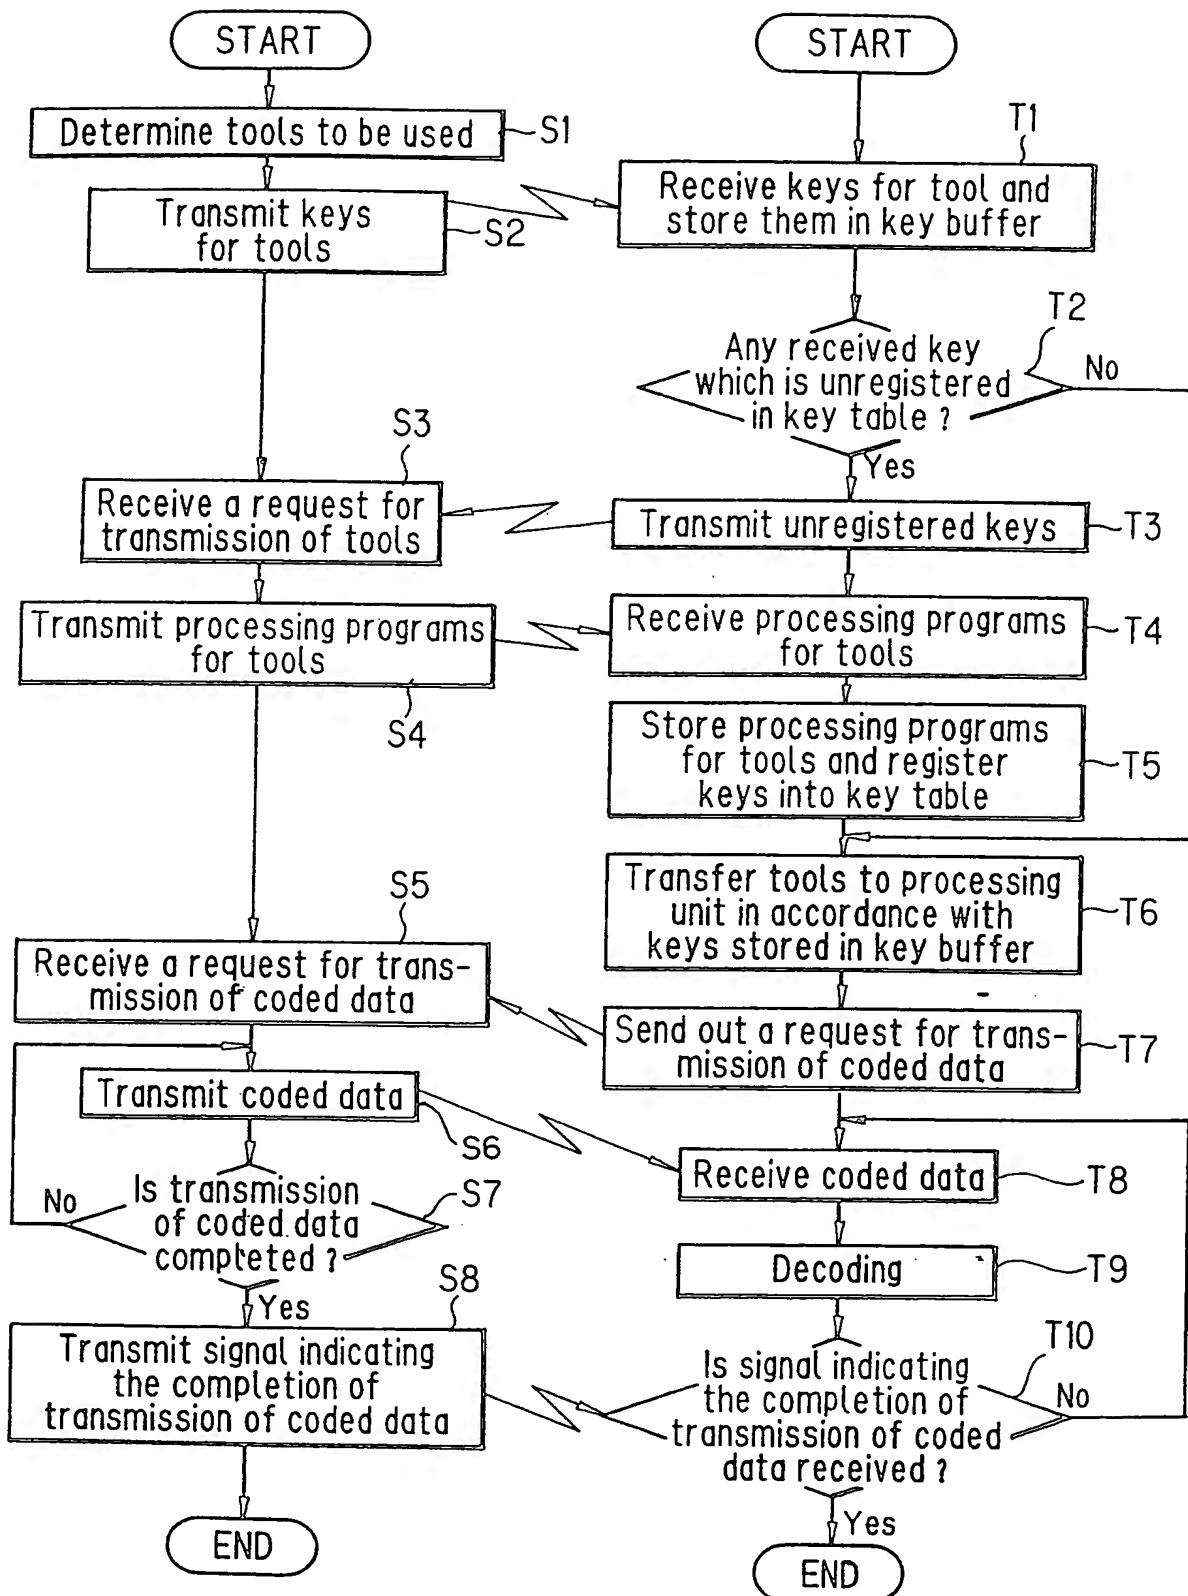 START
Determine tools to be used
S1
Transmit keys
for tools
S2
S3
Receive a request for
transmission of tools
Transmit processing programs
for tools
S4
S5
Receive a request for trans-
mission of coded data
Transmit coded data
S6
No
Is transmission
of coded data
completed ?
S7
Yes
S8
Transmit signal indicating
the completion of
transmission of coded data
END
START
T1
Receive keys for tool and
store them in key buffer
T2
Any received key
which is unregistered
in key table ?
No
Yes
Transmit unregistered keys
T3
Receive processing programs
for tools
T4
Store processing programs
for tools and register
keys into key table
T5
Transfer tools to processing
unit in accordance with
keys stored in key buffer
T6
Send out a request for trans-
mission of coded data
T7
Receive coded data
T8
Decoding
T9
T10
Is signal indicating
the completion of
transmission of coded
data received ?
No
Yes
END